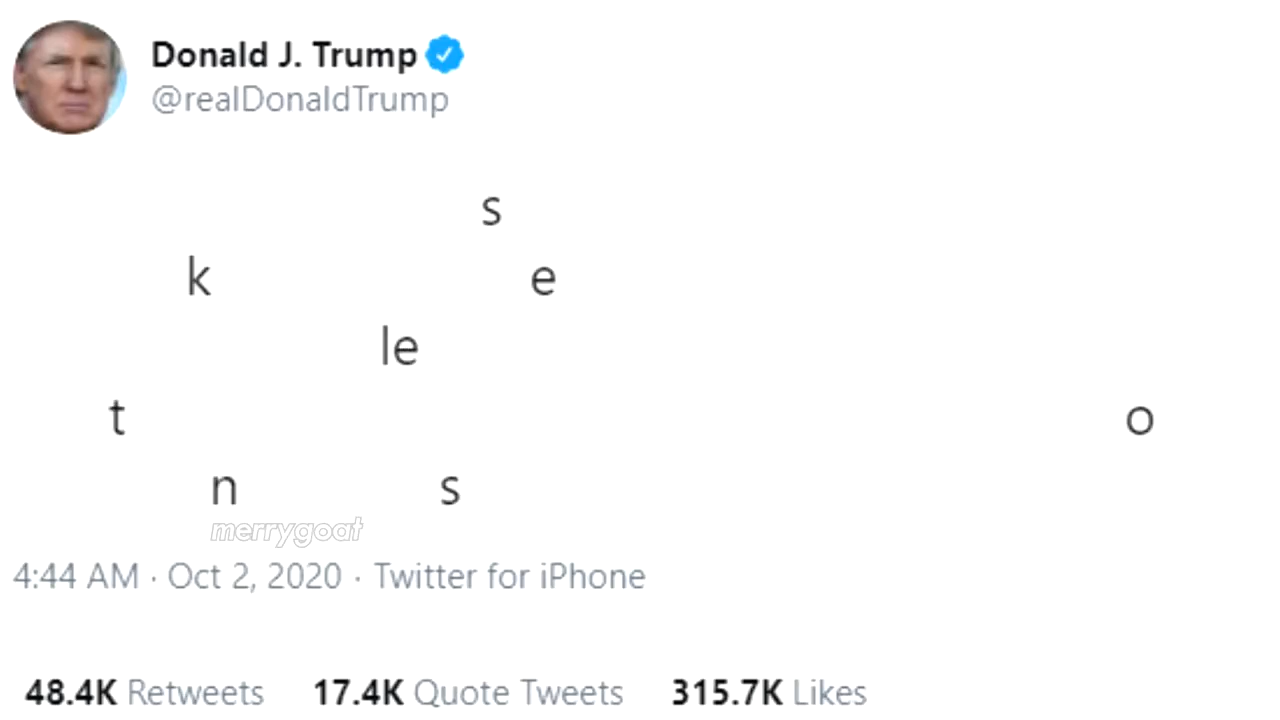 Donald J. Trump
@realDonaldTrump
s
k e
le
t o
n s
merrygoat
4:44 AM · Oct 2, 2020 · Twitter for iPhone
48.4K Retweets 17.4K Quote Tweets 315.7K Likes